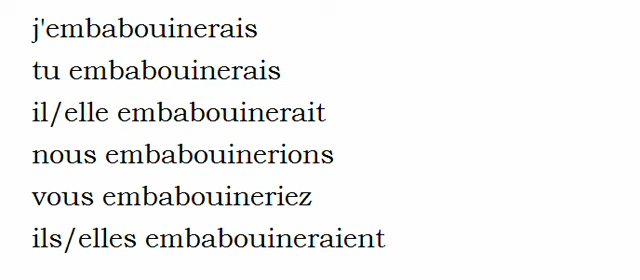 j'embabouinerais
tu embabouinerais
il/elle embabouinerait
nous embabouinerions
vous embabouineriez
ils/elles embabouineraient